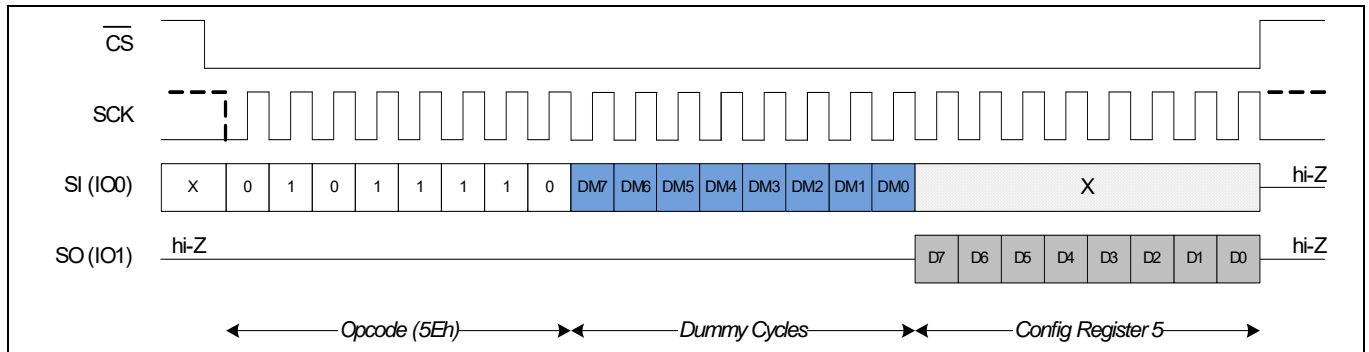 CS
SCK
SI (IO0) X 0 1 0 1 1 1 1 0 DM7 DM6 DM5 DM4 DM3 DM2 DM1 DM0 X hi-Z
SO (IO1) hi-Z D7 D6 D5 D4 D3 D2 D1 D0 hi-Z
Opcode (5Eh) Dummy Cycles Config Register 5